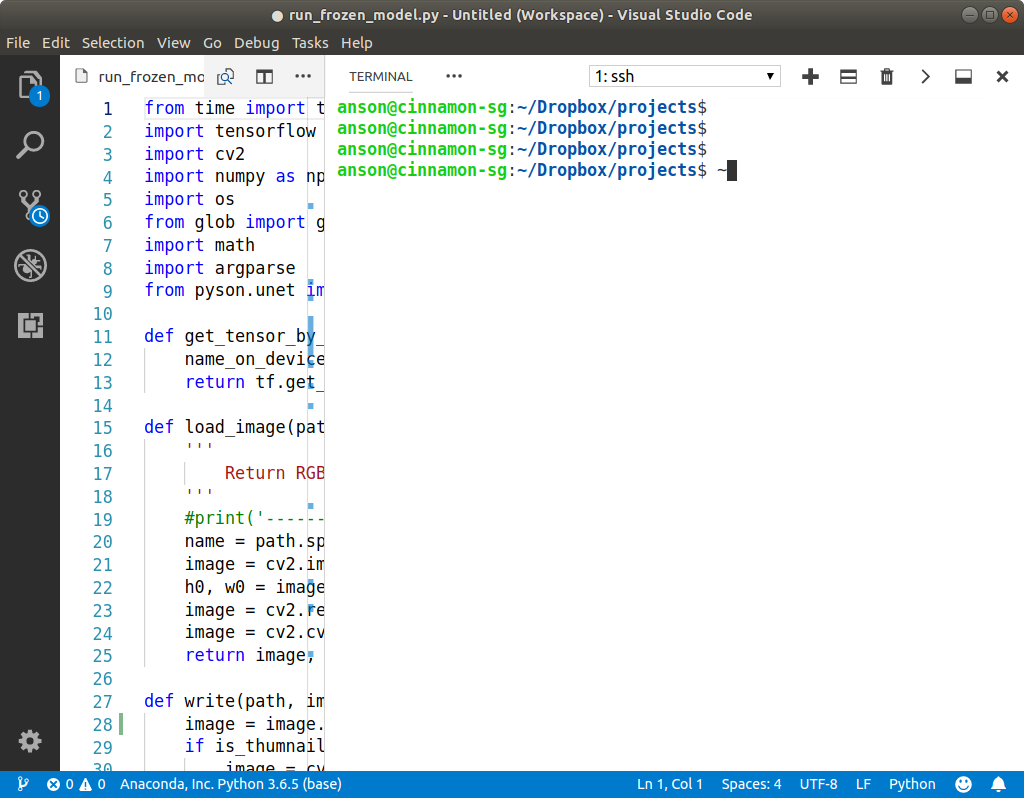 ● run_frozen_model.py - Untitled (Workspace) - Visual Studio Code
File Edit Selection View Go Debug Tasks Help
run_frozen_mo
TERMINAL
1: ssh
1
1 from time import t
2 import tensorflow
3 import cv2
4 import numpy as np
5 import os
6 from glob import g
7 import math
8 import argparse
9 from pyson.unet im
10
11 def get_tensor_by_
12 name_on_device
13 return tf.get_
14
15 def load_image(pat
16 '''
17 Return RGB
18 '''
19 #print('------
20 name = path.sp
21 image = cv2.im
22 h0, w0 = image
23 image = cv2.re
24 image = cv2.cv
25 return image,
26
27 def write(path, im
28 image = image.
29 if is_thumnail
30 image = cv
anson@cinnamon-sg:~/Dropbox/projects$
anson@cinnamon-sg:~/Dropbox/projects$
anson@cinnamon-sg:~/Dropbox/projects$
anson@cinnamon-sg:~/Dropbox/projects$ ~
0 0 Anaconda, Inc. Python 3.6.5 (base) Ln 1, Col 1 Spaces: 4 UTF-8 LF Python